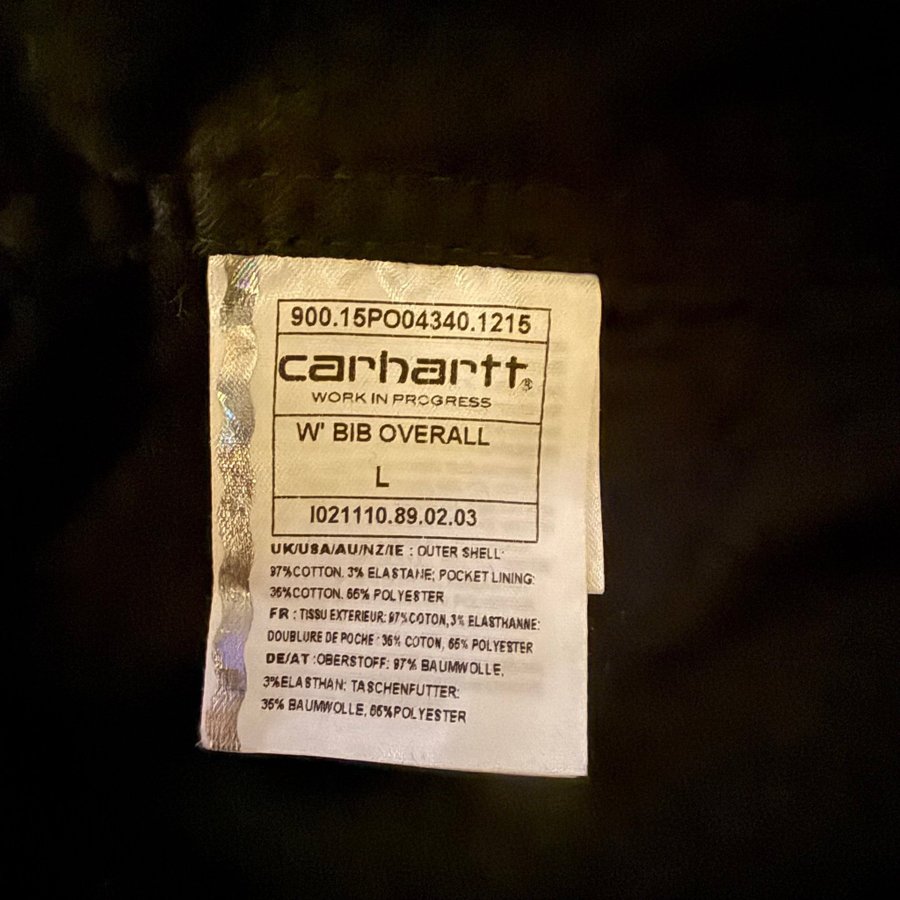 900.15PO04340.1215
carhartt®
WORK IN PROGRESS
W' BIB OVERALL
L
I021110.89.02.03
UK/USA/AU/NZ/IE : OUTER SHELL:
97%COTTON, 3% ELASTANE; POCKET LINING:
35%COTTON, 65% POLYESTER
FR : TISSU EXTERIEUR: 97%COTON,3% ELASTHANNE:
DOUBLURE DE POCHE : 35% COTON, 65% POLYESTER
DE/AT :OBERSTOFF: 97% BAUMWOLLE,
3%ELASTHAN; TASCHENFUTTER:
35% BAUMWOLLE, 65%POLYESTER